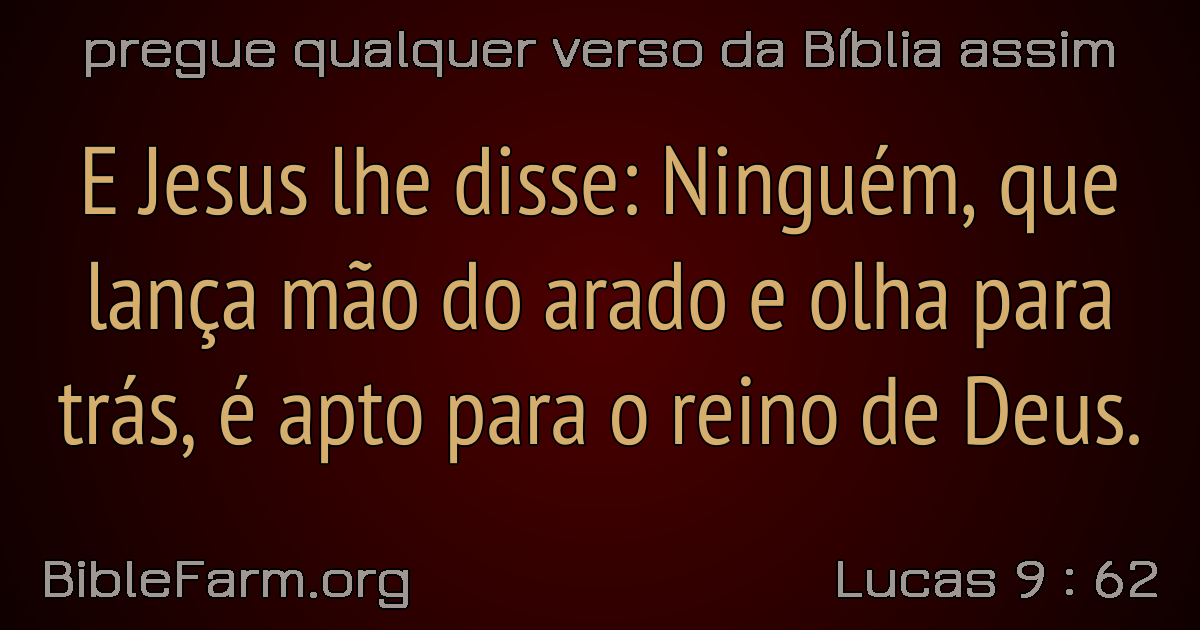 pregue qualquer verso da Bíblia assim
E Jesus lhe disse: Ninguém, que
lança mão do arado e olha para
trás, é apto para o reino de Deus.
BibleFarm.org
Lucas 9 : 62